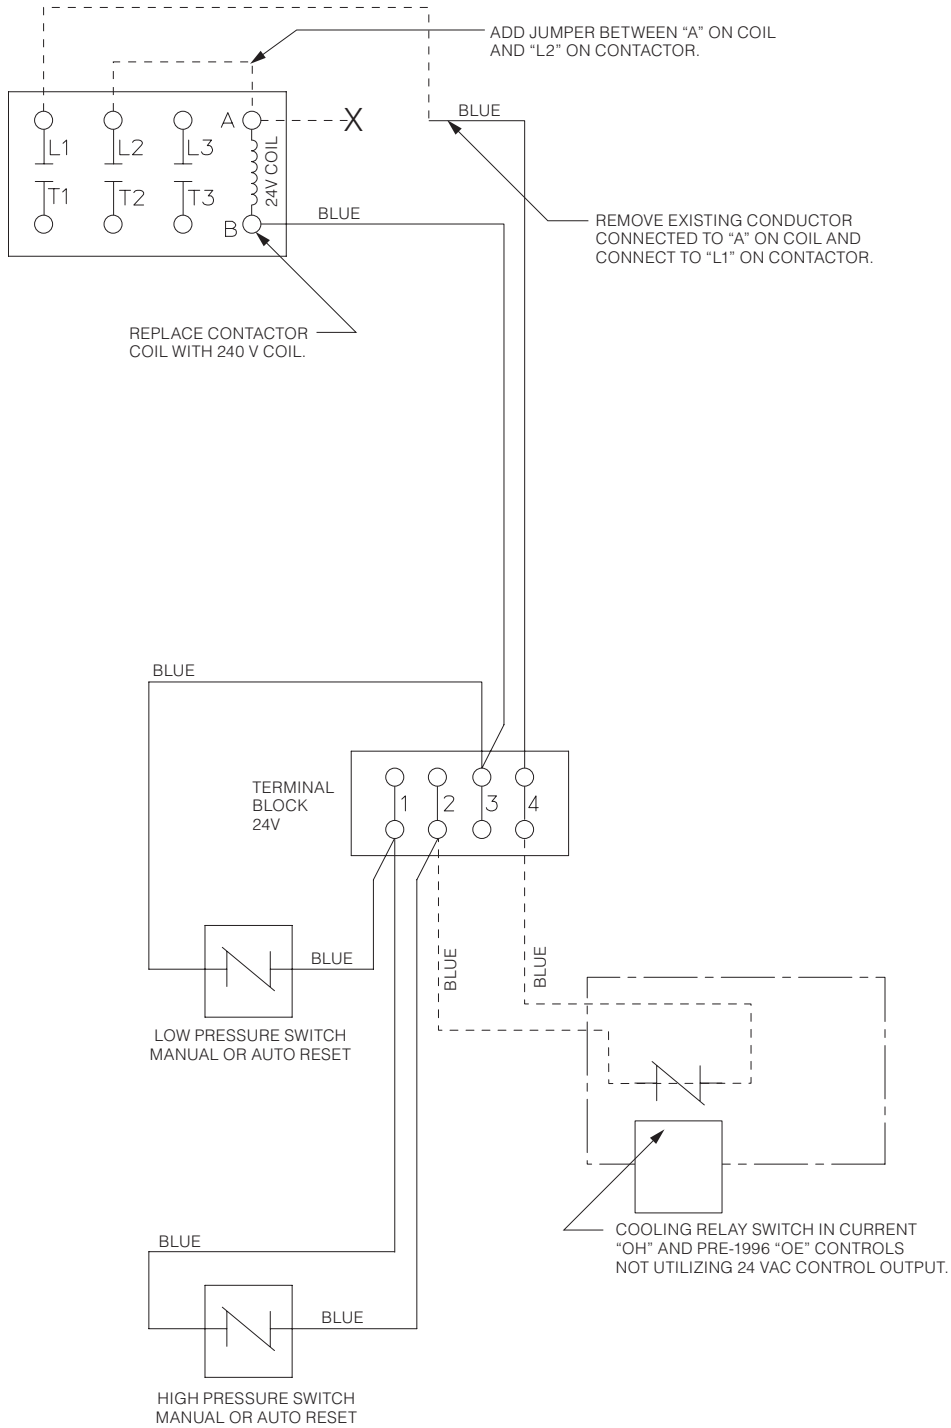 ADD JUMPER BETWEEN “A” ON COIL
AND “L2” ON CONTACTOR.
BLUE
A
X
L1
L2
L3
24V COIL
T1
T2
T3
B
BLUE
REMOVE EXISTING CONDUCTOR
CONNECTED TO “A” ON COIL AND
CONNECT TO “L1” ON CONTACTOR.
REPLACE CONTACTOR
COIL WITH 240 V COIL.
BLUE
TERMINAL
BLOCK
24V
1
2
3
4
BLUE
BLUE
BLUE
LOW PRESSURE SWITCH
MANUAL OR AUTO RESET
COOLING RELAY SWITCH IN CURRENT
“OH” AND PRE-1996 “OE” CONTROLS
NOT UTILIZING 24 VAC CONTROL OUTPUT.
BLUE
BLUE
HIGH PRESSURE SWITCH
MANUAL OR AUTO RESET